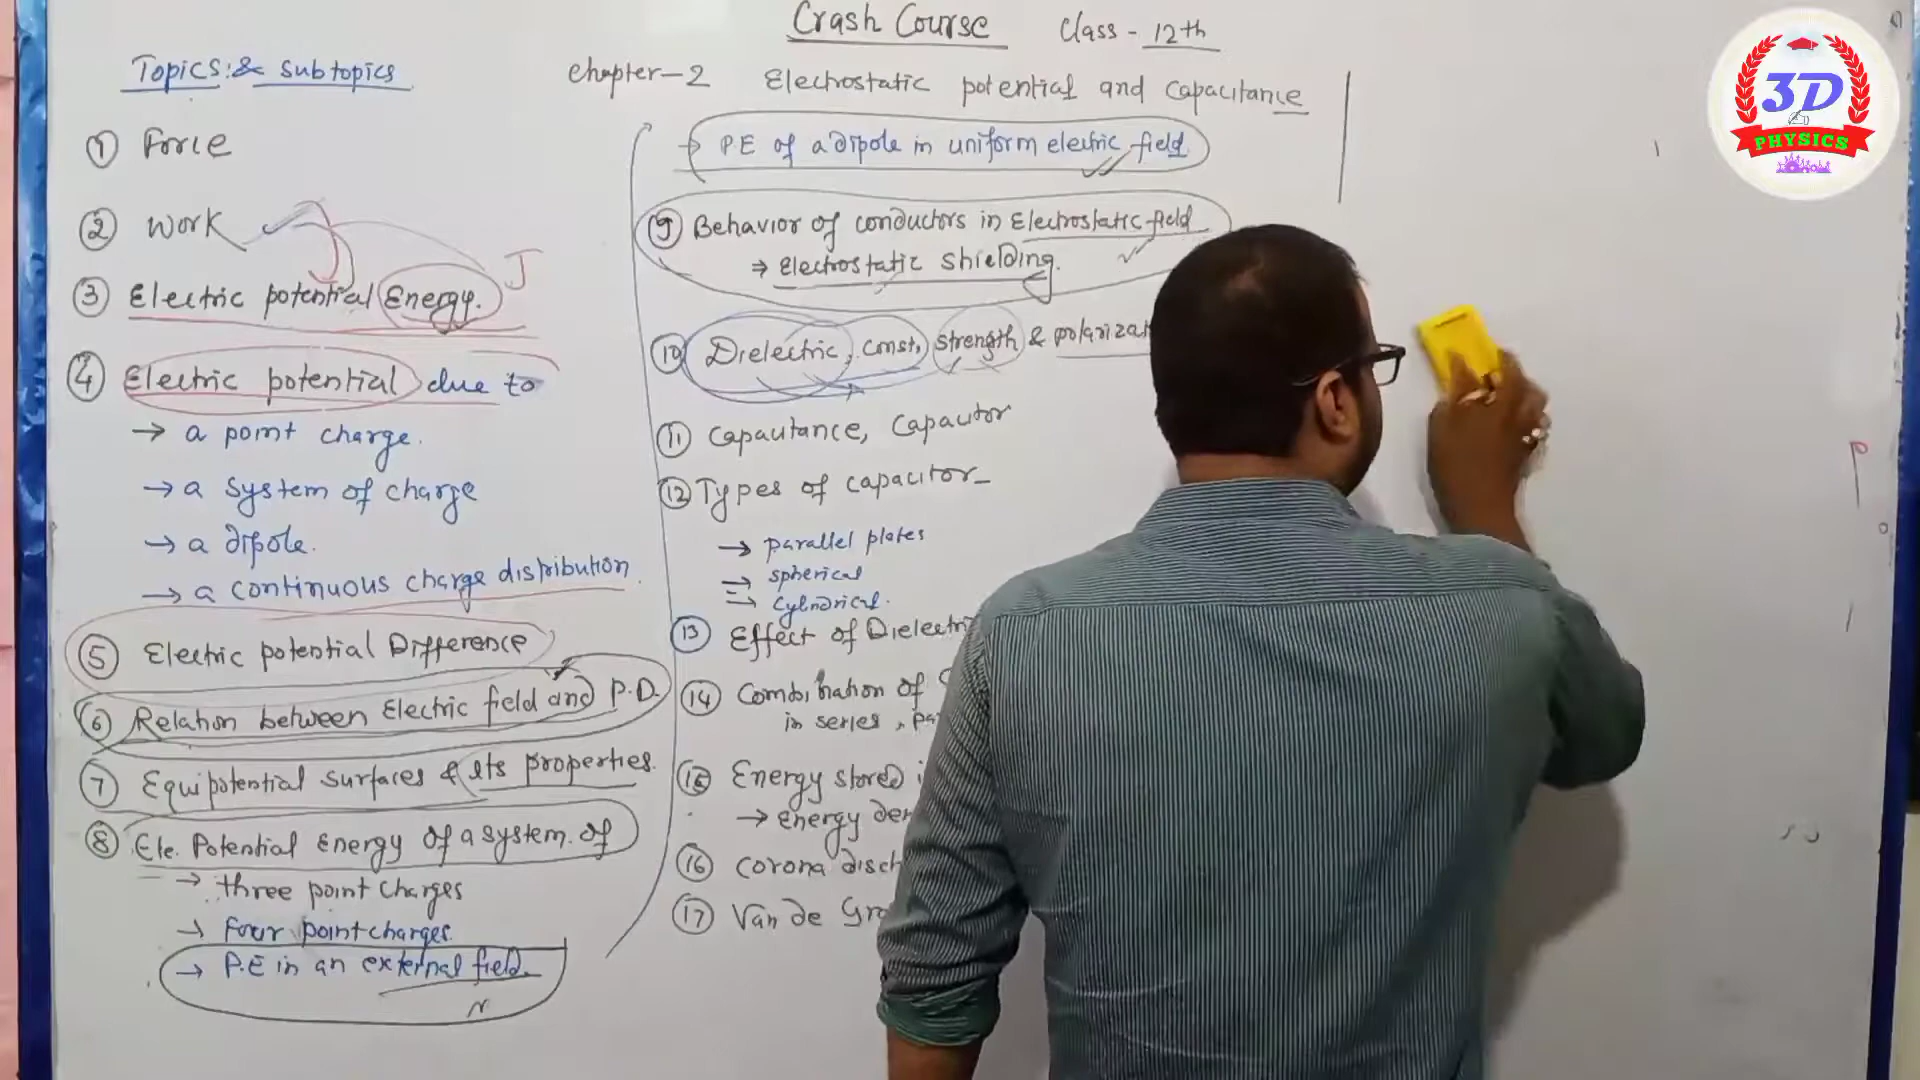 Crash Course Class - 12th
Topics: & subtopics
chapter-2 Electrostatic potential and Capacitance
① Force
② Work
③ Electric potential Energy. J
④ Electric potential due to
→ a point charge.
→ a system of charge
→ a dipole.
→ a continuous charge distribution
⑤ Electric potential Difference
⑥ Relation between Electric field and P.D.
⑦ Equipotential surfaces & its properties.
⑧ Ele. Potential Energy of a system of
→ three point charges
→ four point charges.
→ P.E in an external field.
→ P.E of a dipole in uniform electric field.
⑨ Behavior of conductors in Electrostatic field
⇒ Electrostatic shielding.
⑩ Dielectric, const, strength & polarizat
⑪ Capacitance, Capacitor
⑫ Types of capacitor-
→ parallel plates
⇒ spherical
⇒ cylindrical.
⑬ Effect of Dielectri
⑭ Combination of
in series, pa
⑮ Energy stored i
→ Energy den
⑯ Corona disch
⑰ Van de Gra
3D
PHYSICS